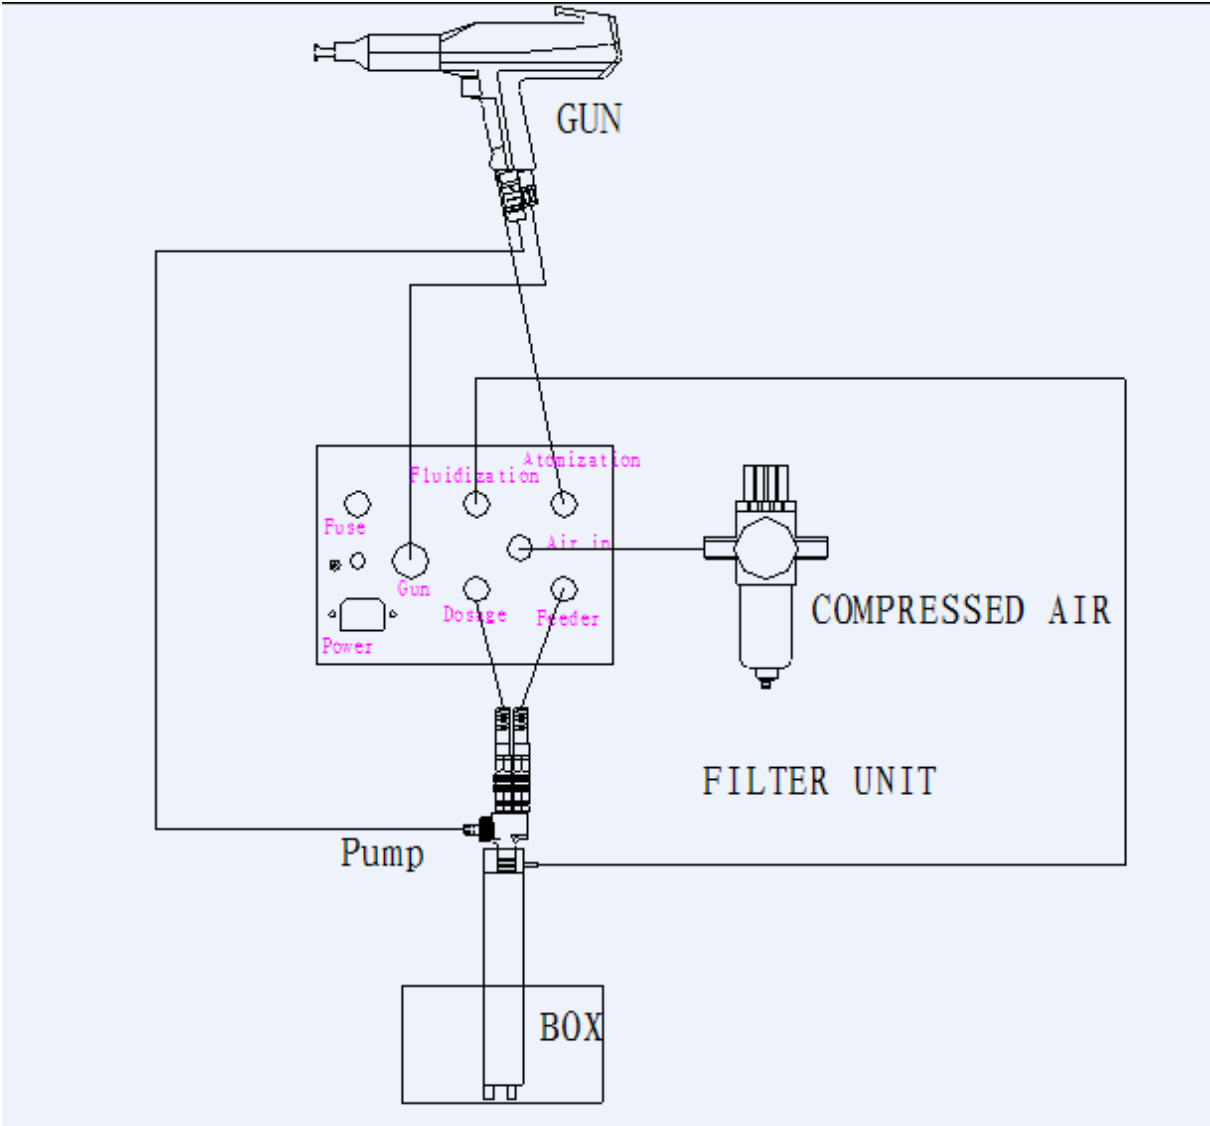 GUN
Atomization
Fluidization
Fuse
Air in
Gun
Dosage
Feeder
Power
COMPRESSED AIR
FILTER UNIT
Pump
BOX